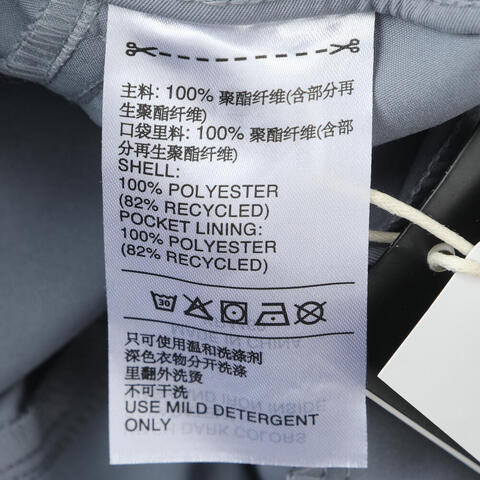 主料: 100% 聚酯纤维(含部分再
生聚酯纤维)
口袋里料: 100% 聚酯纤维(含部
分再生聚酯纤维)
SHELL:
100% POLYESTER
(82% RECYCLED)
POCKET LINING:
100% POLYESTER
(82% RECYCLED)
30
只可使用温和洗涤剂
深色衣物分开洗涤
里翻外洗烫
不可干洗
USE MILD DETERGENT
ONLY